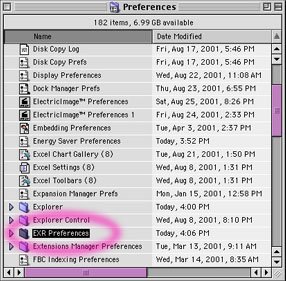 Preferences
182 items, 6.99 GB available
Name Date Modified
Disk Copy Log Fri, Aug 17, 2001, 5:46 PM
Disk Copy Prefs Fri, Aug 17, 2001, 5:46 PM
Display Preferences Wed, Aug 22, 2001, 11:08 AM
Dock Manager Prefs Thu, Aug 23, 2001, 6:55 PM
ElectricImage™ Preferences Sat, Aug 25, 2001, 8:26 PM
ElectricImage™ Preferences 1 Fri, Aug 24, 2001, 2:33 PM
Embedding Preferences Tue, Apr 3, 2001, 2:37 PM
Energy Saver Preferences Today, 3:52 PM
Excel Chart Gallery (8) Tue, Aug 21, 2001, 1:50 PM
Excel Settings (8) Wed, Aug 8, 2001, 1:31 PM
Excel Toolbars (8) Wed, Aug 8, 2001, 1:31 PM
Expansion Manager Prefs Mon, Jan 15, 2001, 12:58 PM
Explorer Today, 4:00 PM
Explorer Control Wed, Aug 8, 2001, 8:10 PM
EXR Preferences Today, 4:06 PM
Extensions Manager Preferences Tue, Mar 13, 2001, 9:11 AM
FBC Indexing Preferences Wed, Mar 14, 2001, 8:35 AM